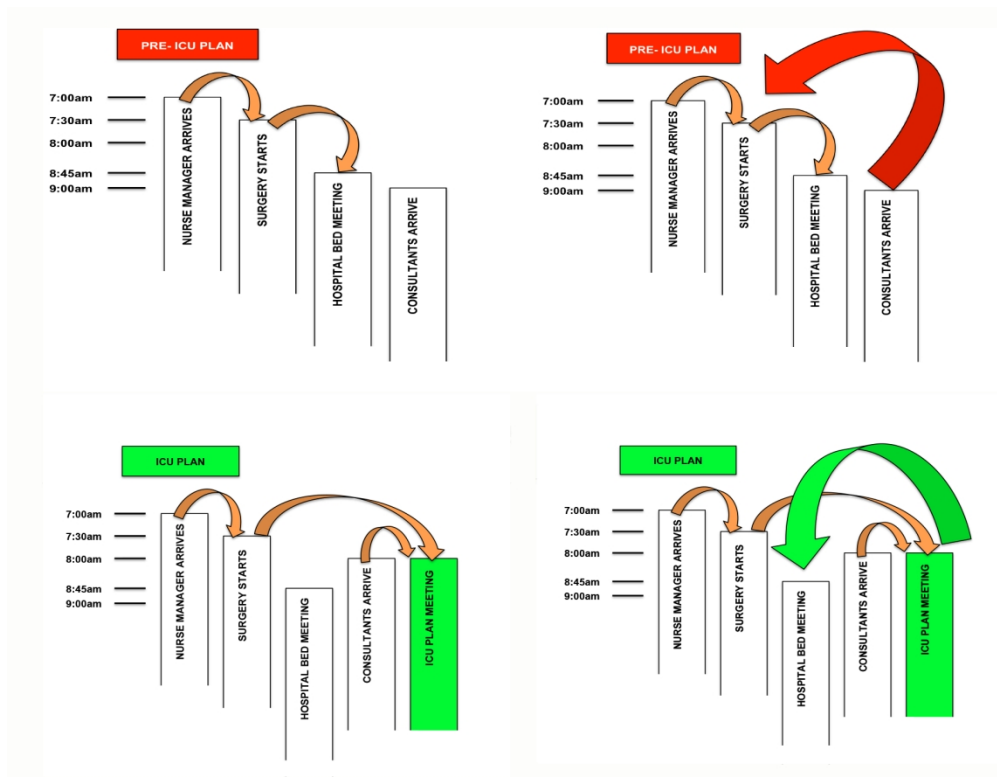 PRE- ICU PLAN
7:00am
7:30am
8:00am
8:45am
9:00am
NURSE MANAGER ARRIVES
SURGERY STARTS
HOSPITAL BED MEETING
CONSULTANTS ARRIVE
PRE- ICU PLAN
7:00am
7:30am
8:00am
8:45am
9:00am
NURSE MANAGER ARRIVES
SURGERY STARTS
HOSPITAL BED MEETING
CONSULTANTS ARRIVE
ICU PLAN
7:00am
7:30am
8:00am
8:45am
9:00am
NURSE MANAGER ARRIVES
SURGERY STARTS
HOSPITAL BED MEETING
CONSULTANTS ARRIVE
ICU PLAN MEETING
ICU PLAN
7:00am
7:30am
8:00am
8:45am
9:00am
NURSE MANAGER ARRIVES
SURGERY STARTS
HOSPITAL BED MEETING
CONSULTANTS ARRIVE
ICU PLAN MEETING